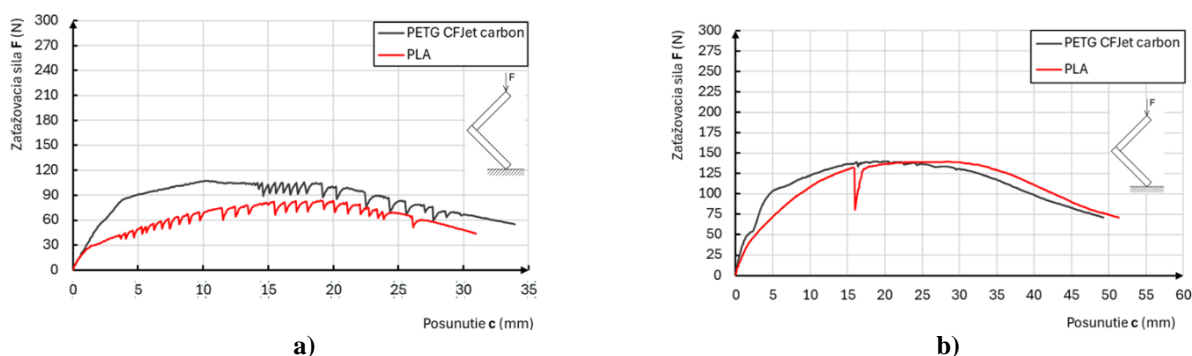 Zaťažovacia sila F (N)
300
270
240
210
180
150
120
90
60
30
0
0 5 10 15 20 25 30 35
Posunutie c (mm)
PETG CFJet carbon
PLA
F
a)
Zaťažovacia sila F (N)
300
275
250
225
200
175
150
125
100
75
50
25
0
0 5 10 15 20 25 30 35 40 45 50 55 60
Posunutie c (mm)
PETG CFJet carbon
PLA
F
b)